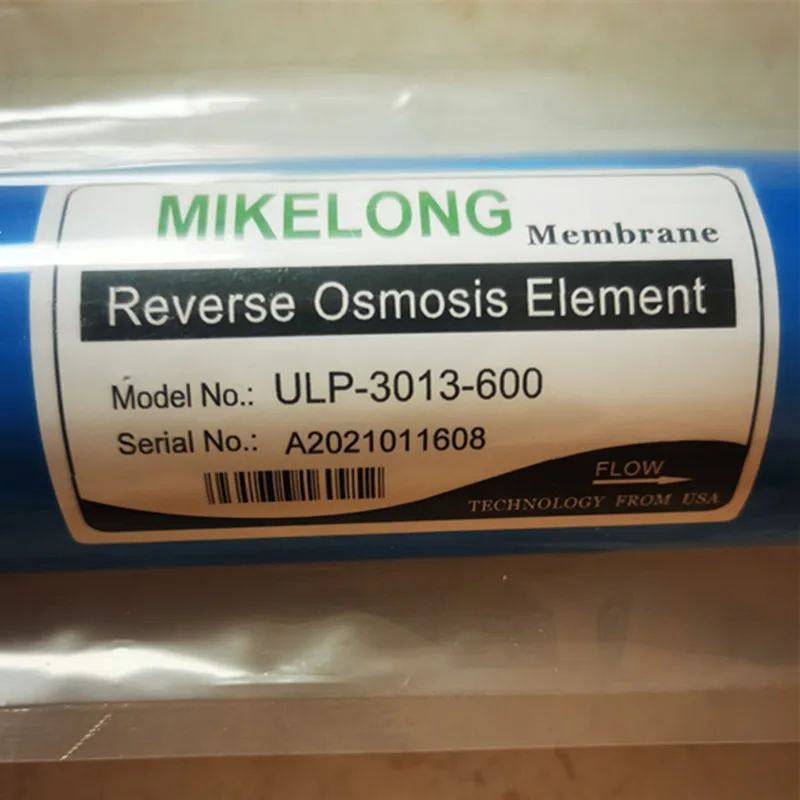 MIKELONG Membrane
Reverse Osmosis Element
Model No.: ULP-3013-600
Serial No.: A2021011608
FLOW
TECHNOLOGY FROM USA